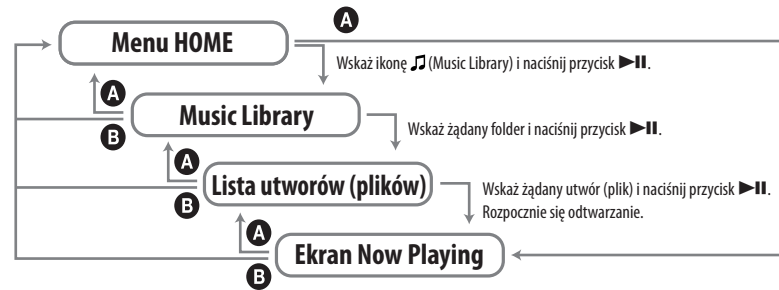 A
Menu HOME
Wskaż ikonę ♫ (Music Library) i naciśnij przycisk ►II.
A
Music Library
B
Wskaż żądany folder i naciśnij przycisk ►II.
A
Lista utworów (plików)
B
Wskaż żądany utwór (plik) i naciśnij przycisk ►II.
Rozpocznie się odtwarzanie.
A
Ekran Now Playing
B